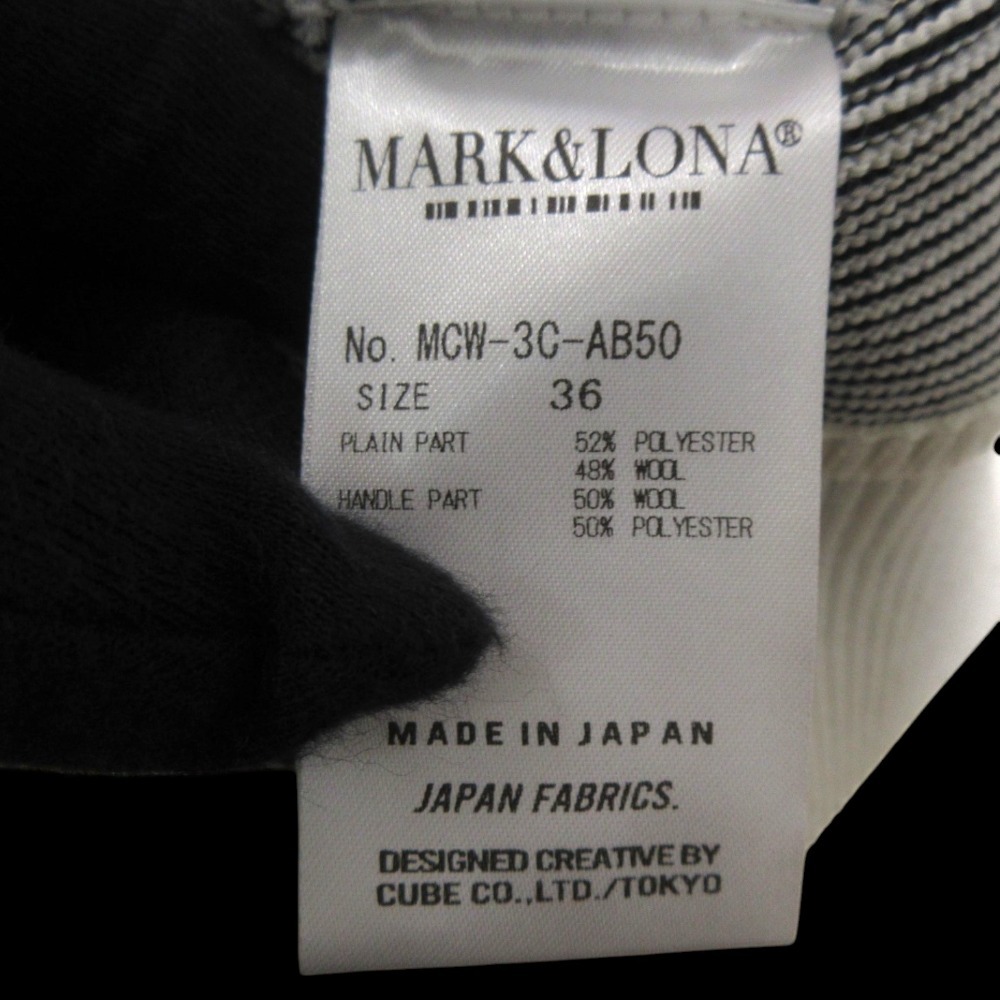 MARK&LONA®
No. MCW-3C-AB50
SIZE 36
PLAIN PART 52% POLYESTER
48% WOOL
HANDLE PART 50% WOOL
50% POLYESTER
MADE IN JAPAN
JAPAN FABRICS.
DESIGNED CREATIVE BY
CUBE CO.,LTD./TOKYO